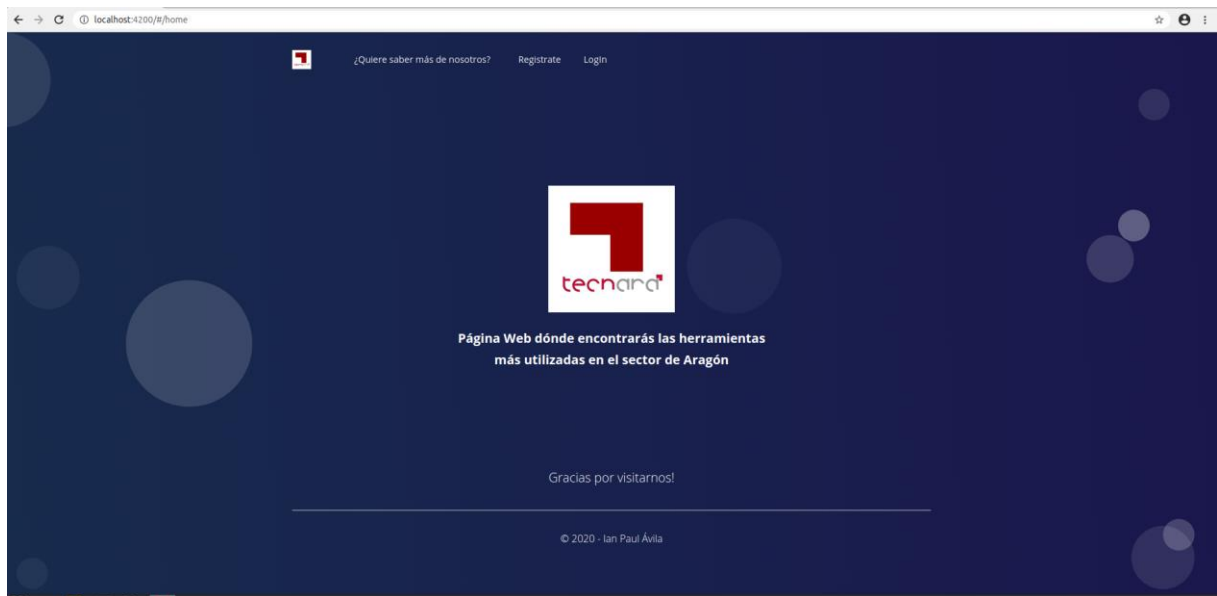 localhost:4200/#/home
¿Quiere saber más de nosotros? Registrate LogIn
tecnara
Página Web dónde encontrarás las herramientas
más utilizadas en el sector de Aragón
Gracias por visitarnos!
© 2020 - Ian Paul Ávila